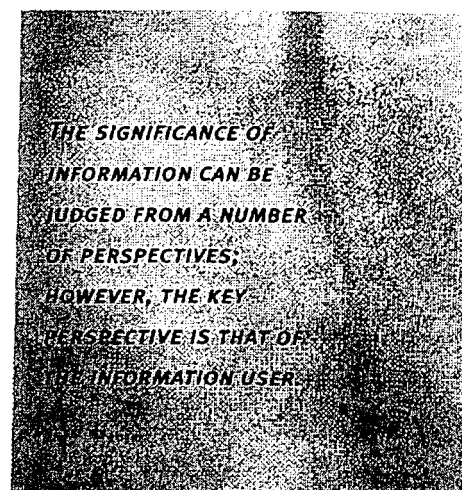 THE SIGNIFICANCE OF
INFORMATION CAN BE
JUDGED FROM A NUMBER
OF PERSPECTIVES;
HOWEVER, THE KEY
PERSPECTIVE IS THAT OF
THE INFORMATION USER.